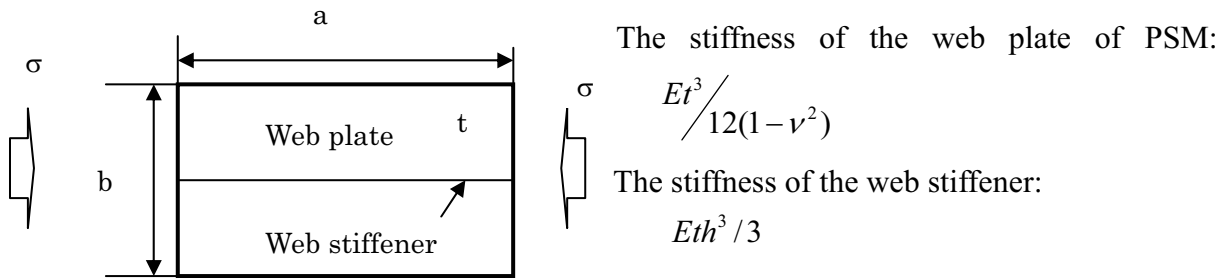 a
σ
σ
Web plate
t
b
Web stiffener
The stiffness of the web plate of PSM:
Et³/12(1−ν²)
The stiffness of the web stiffener:
Eth³/3